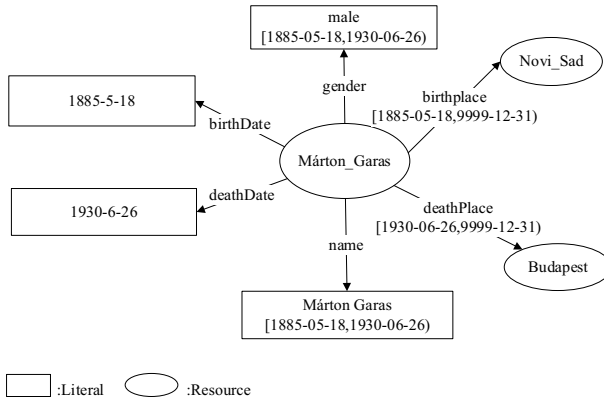 male
[1885-05-18,1930-06-26)
Novi_Sad
gender
birthplace
[1885-05-18,9999-12-31)
1885-5-18
birthDate
Márton_Garas
deathDate
1930-6-26
deathPlace
[1930-06-26,9999-12-31)
name
Budapest
Márton Garas
[1885-05-18,1930-06-26)
:Literal
:Resource